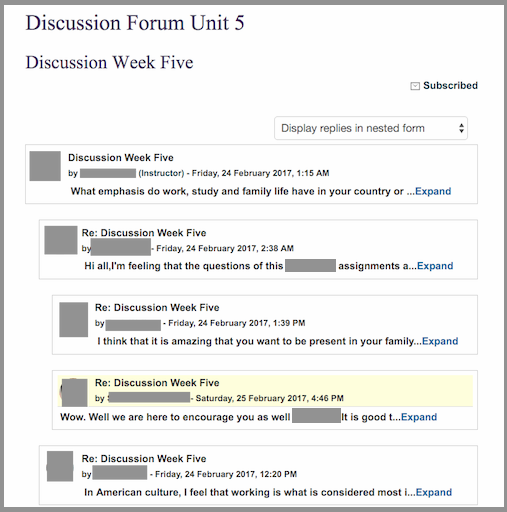 Discussion Forum Unit 5
Discussion Week Five
Subscribed
Display replies in nested form
Discussion Week Five
by (Instructor) - Friday, 24 February 2017, 1:15 AM
What emphasis do work, study and family life have in your country or ...Expand
Re: Discussion Week Five
by - Friday, 24 February 2017, 2:38 AM
Hi all,I'm feeling that the questions of this assignments a...Expand
Re: Discussion Week Five
by - Friday, 24 February 2017, 1:39 PM
I think that it is amazing that you want to be present in your family...Expand
Re: Discussion Week Five
by - Saturday, 25 February 2017, 4:46 PM
Wow. Well we are here to encourage you as well It is good t...Expand
Re: Discussion Week Five
by - Friday, 24 February 2017, 12:20 PM
In American culture, I feel that working is what is considered most i...Expand